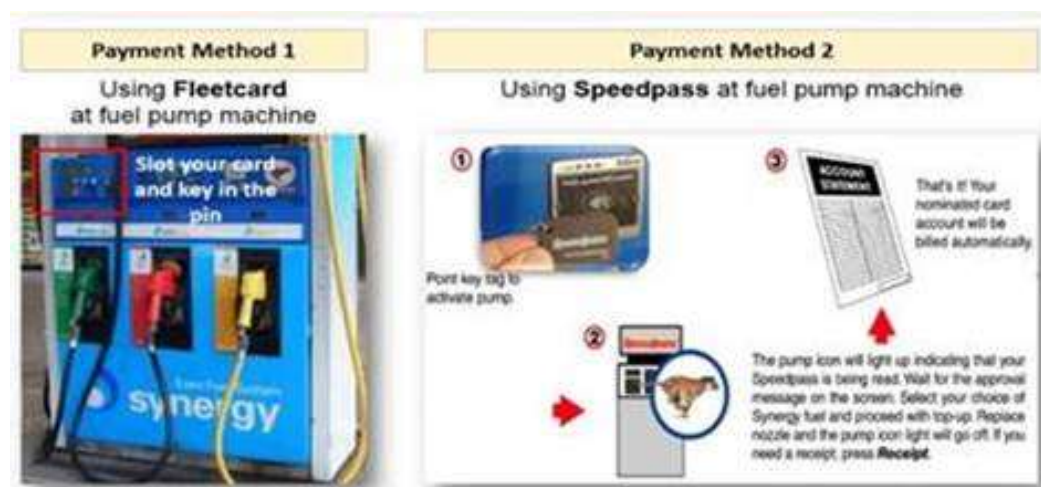 Payment Method 1
Using Fleetcard
at fuel pump machine
Slot your card
and key in the
pin
synergy
Payment Method 2
Using Speedpass at fuel pump machine
1
Point key tag to
activate pump.
2
The pump icon will light up indicating that your
Speedpass is being read. Wait for the approval
message on the screen. Select your choice of
Synergy fuel and proceed with top-up. Replace
nozzle and the pump icon light will go off. If you
need a receipt, press Receipt.
3
ACCOUNT
STATEMENT
That's it! Your
nominated card
account will be
billed automatically.